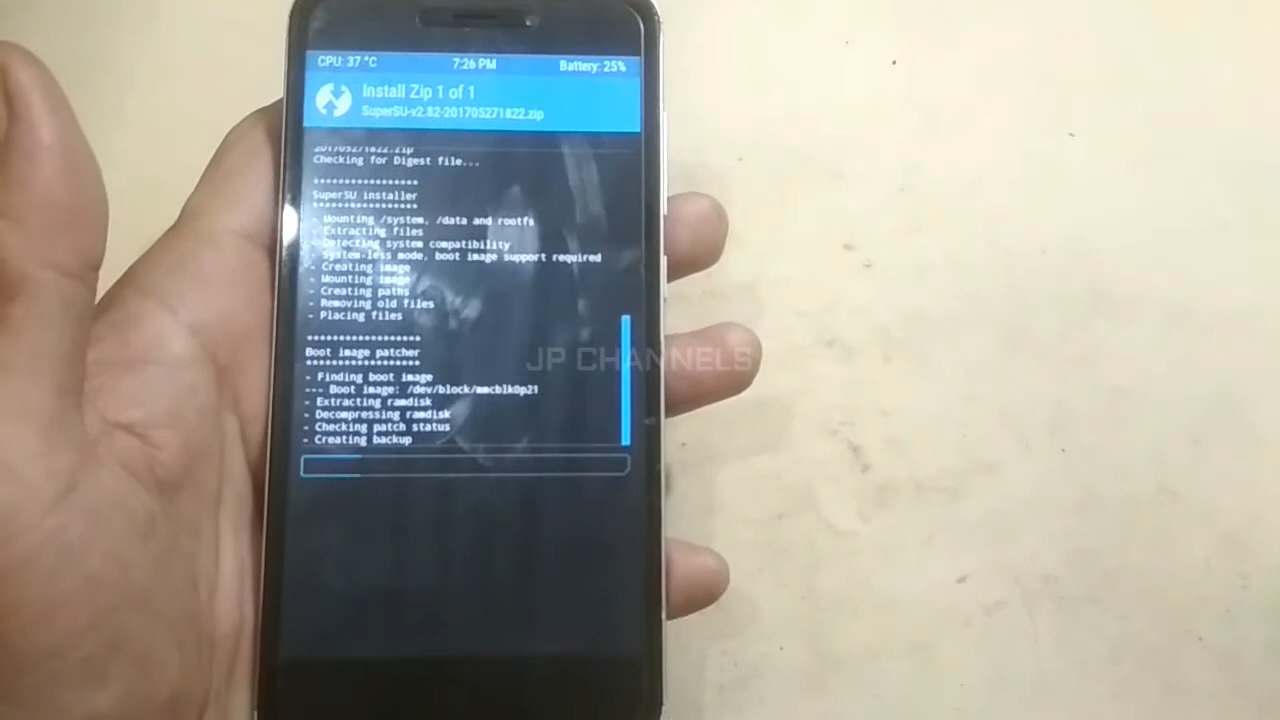 CPU: 37 °C 7:26 PM Battery: 25%
Install Zip 1 of 1
SuperSU-v2.82-201705271822.zip
201705271822.zip
Checking for Digest file...
*****************
SuperSU installer
*****************
- Mounting /system, /data and rootfs
- Extracting files
- Detecting system compatibility
- System-less mode, boot image support required
- Creating image
- Mounting image
- Creating paths
- Removing old files
- Placing files
******************
Boot image patcher
******************
- Finding boot image
--- Boot image: /dev/block/mmcblk0p21
- Extracting ramdisk
- Decompressing ramdisk
- Checking patch status
- Creating backup
JP CHANNELS